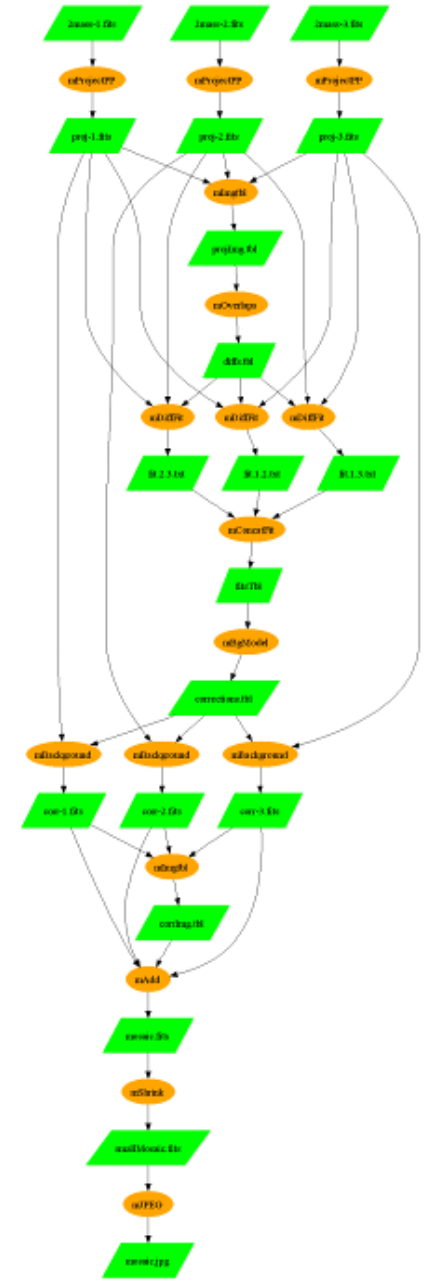 2mass-1.fits
2mass-2.fits
2mass-3.fits
mProjectPP
mProjectPP
mProjectPP
proj-1.fits
proj-2.fits
proj-3.fits
mImgtbl
projImg.tbl
mOverlaps
diffs.tbl
mDiffFit
mDiffFit
mDiffFit
fit.2.3.txt
fit.1.2.txt
fit.1.3.txt
mConcatFit
mBgModel
corrections.tbl
mBackground
mBackground
mBackground
corr-1.fits
corr-2.fits
corr-3.fits
mImgtbl
corrImg.tbl
mAdd
mosaic.fits
mShrink
smallMosaic.fits
mJPEG
mosaic.jpg